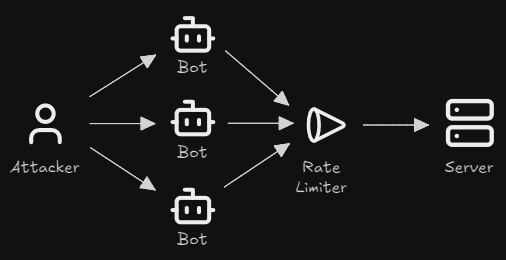 Bot
Bot
Attacker
Rate
Limiter
Server
Bot